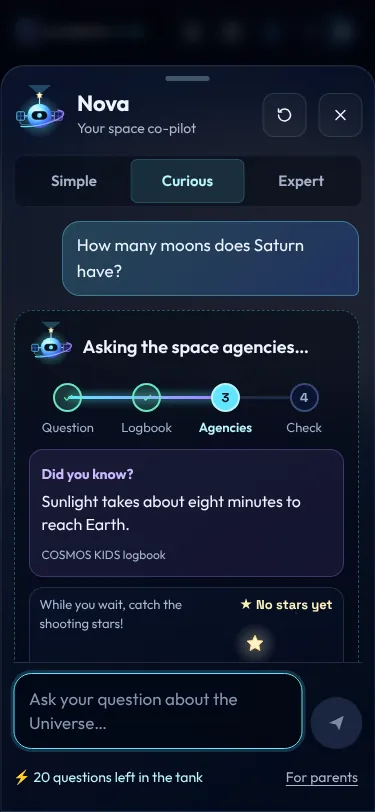 Nova
Your space co-pilot
Simple
Curious
Expert
How many moons does Saturn
have?
Asking the space agencies...
3
4
Question
Logbook
Agencies
Check
Did you know?
Sunlight takes about eight minutes to
reach Earth.
COSMOS KIDS logbook
While you wait, catch the
shooting stars!
★ No stars yet
Ask your question about the
Universe...
⚡ 20 questions left in the tank
For parents